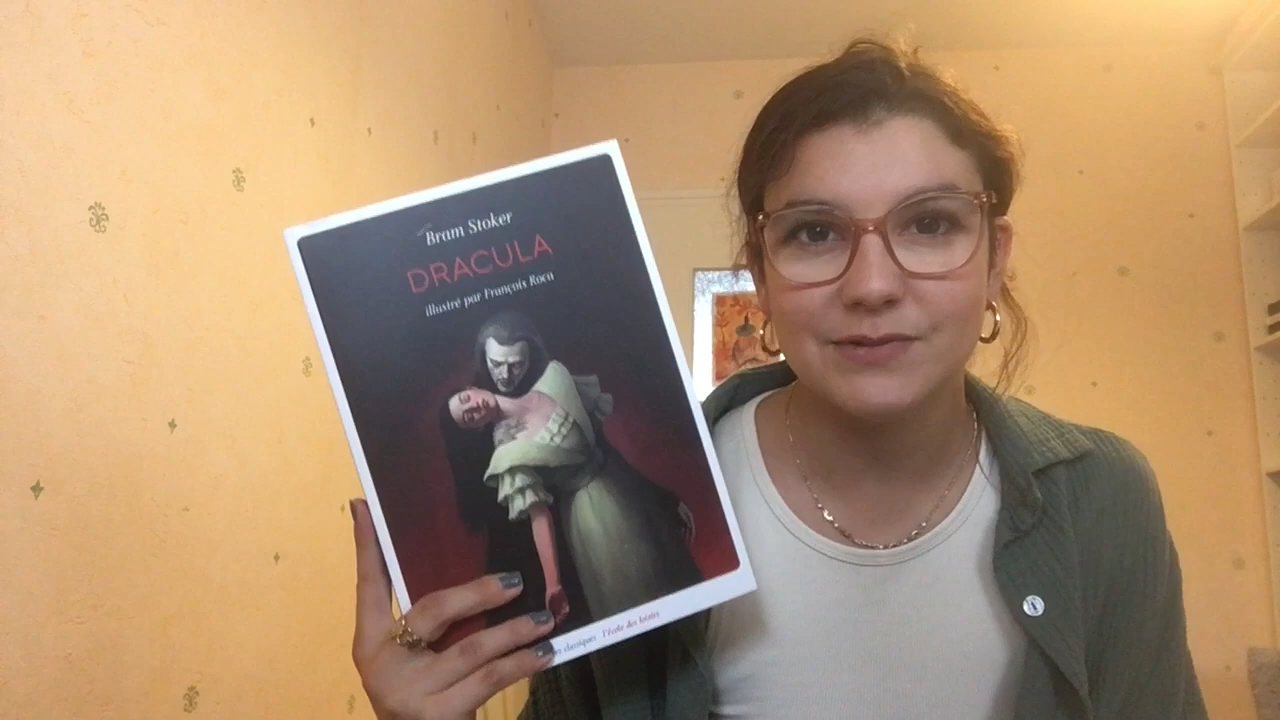 Bram Stoker
DRACULA
illustré par François Roca
classiques l'école des loisirs